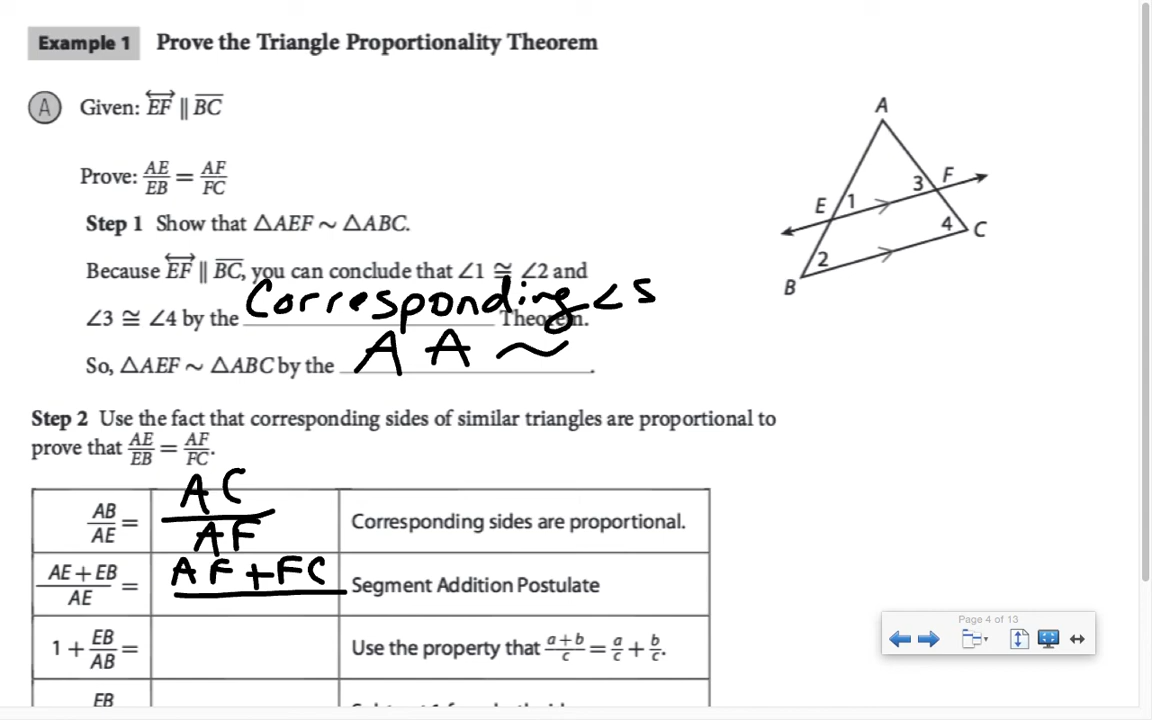 Example 1 Prove the Triangle Proportionality Theorem
A Given: EF ∥ BC
Prove: AE/EB = AF/FC
Step 1 Show that △AEF ~ △ABC.
Because EF ∥ BC, you can conclude that ∠1 ≅ ∠2 and
∠3 ≅ ∠4 by the Corresponding ∠s Theorem.
So, △AEF ~ △ABC by the A A ~.
A
3 F
E 1
4 C
2
B
Step 2 Use the fact that corresponding sides of similar triangles are proportional to
prove that AE/EB = AF/FC.
AB/AE = AC/AF Corresponding sides are proportional.
AE + EB/AE = AF + FC Segment Addition Postulate
1 + EB/AB = Use the property that a + b/c = a/c + b/c.
EB
Page 4 of 13